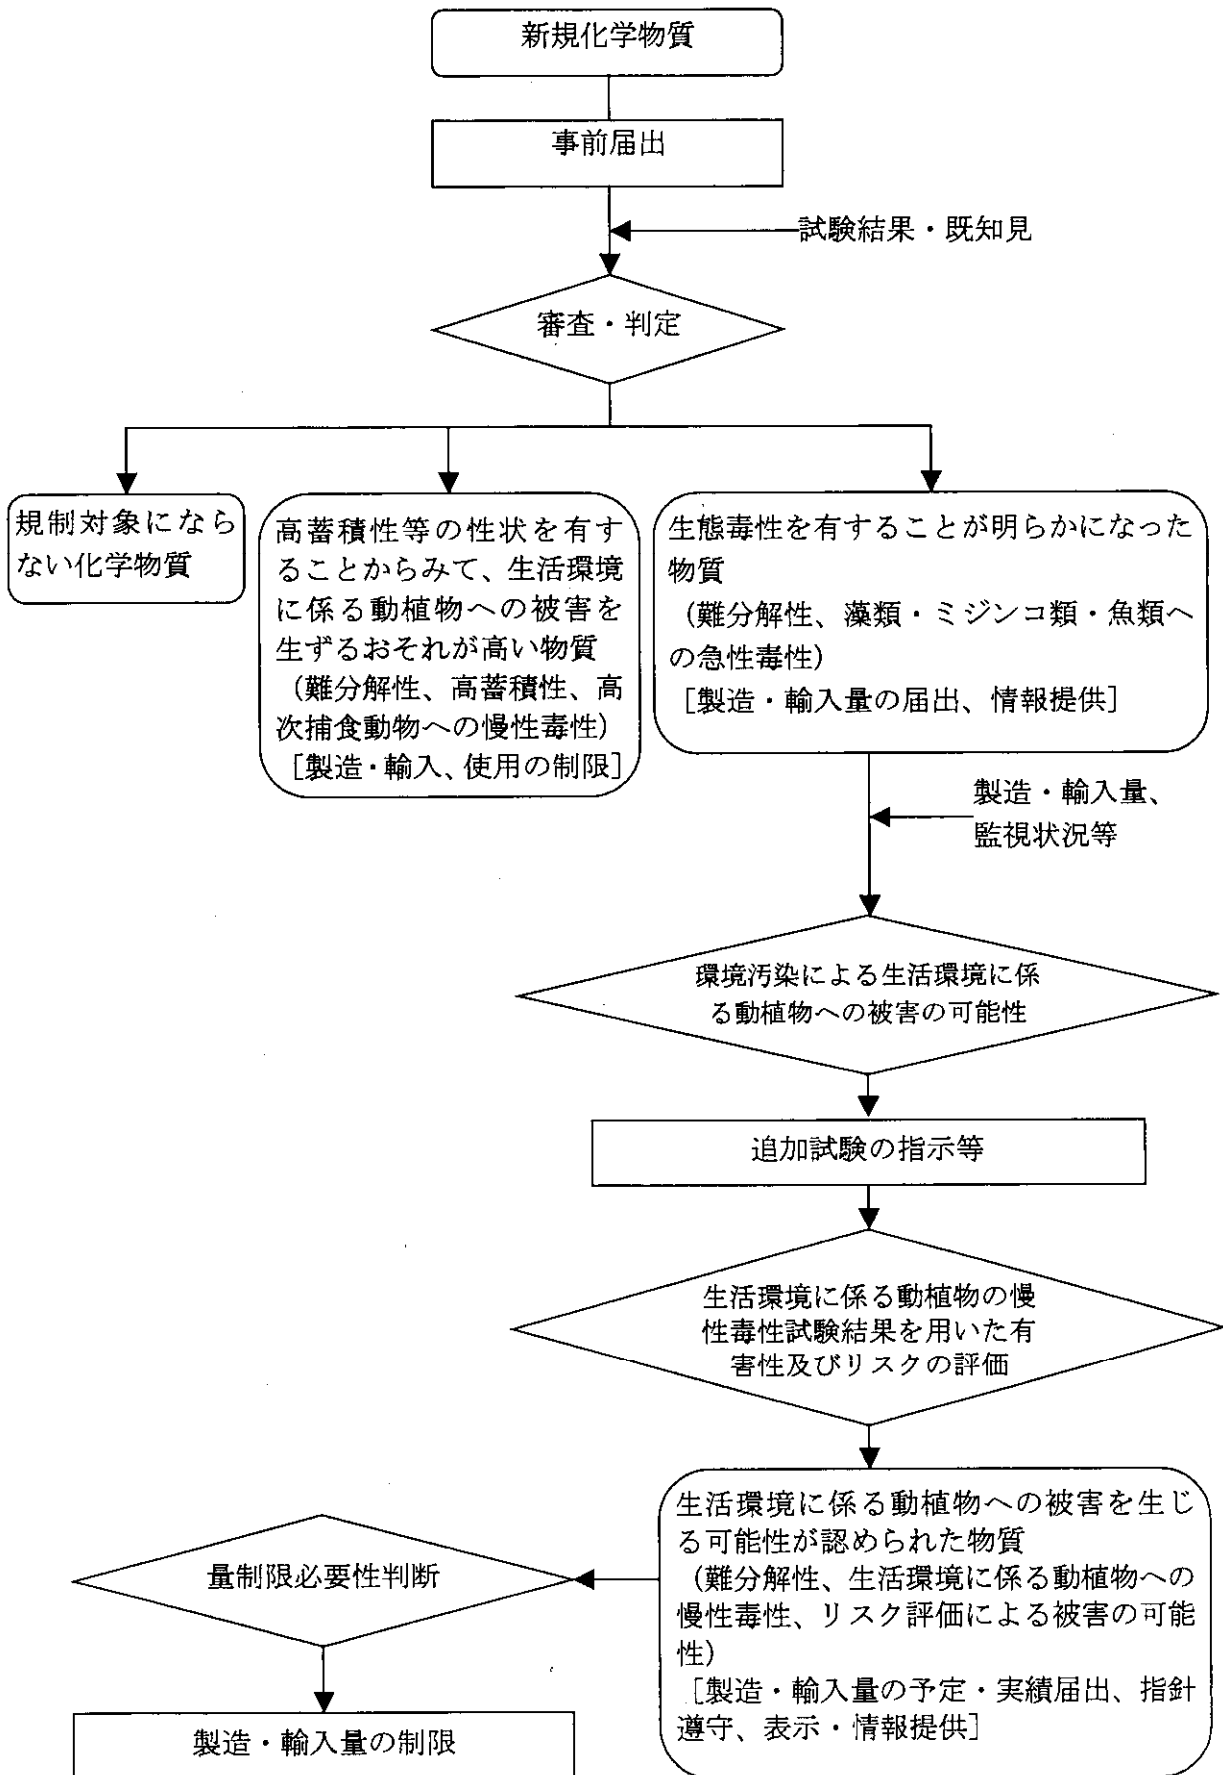 新規化学物質
事前届出
試験結果・既知見
審査・判定
規制対象になら
ない化学物質
高蓄積性等の性状を有す
ることからみて、生活環境
に係る動植物への被害を
生ずるおそれが高い物質
（難分解性、高蓄積性、高
次捕食動物への慢性毒性）
［製造・輸入、使用の制限］
生態毒性を有することが明らかになった
物質
（難分解性、藻類・ミジンコ類・魚類へ
の急性毒性）
［製造・輸入量の届出、情報提供］
製造・輸入量、
監視状況等
環境汚染による生活環境に係
る動植物への被害の可能性
追加試験の指示等
生活環境に係る動植物の慢
性毒性試験結果を用いた有
害性及びリスクの評価
生活環境に係る動植物への被害を生じ
る可能性が認められた物質
（難分解性、生活環境に係る動植物への
慢性毒性、リスク評価による被害の可能
性）
［製造・輸入量の予定・実績届出、指針
遵守、表示・情報提供］
量制限必要性判断
製造・輸入量の制限